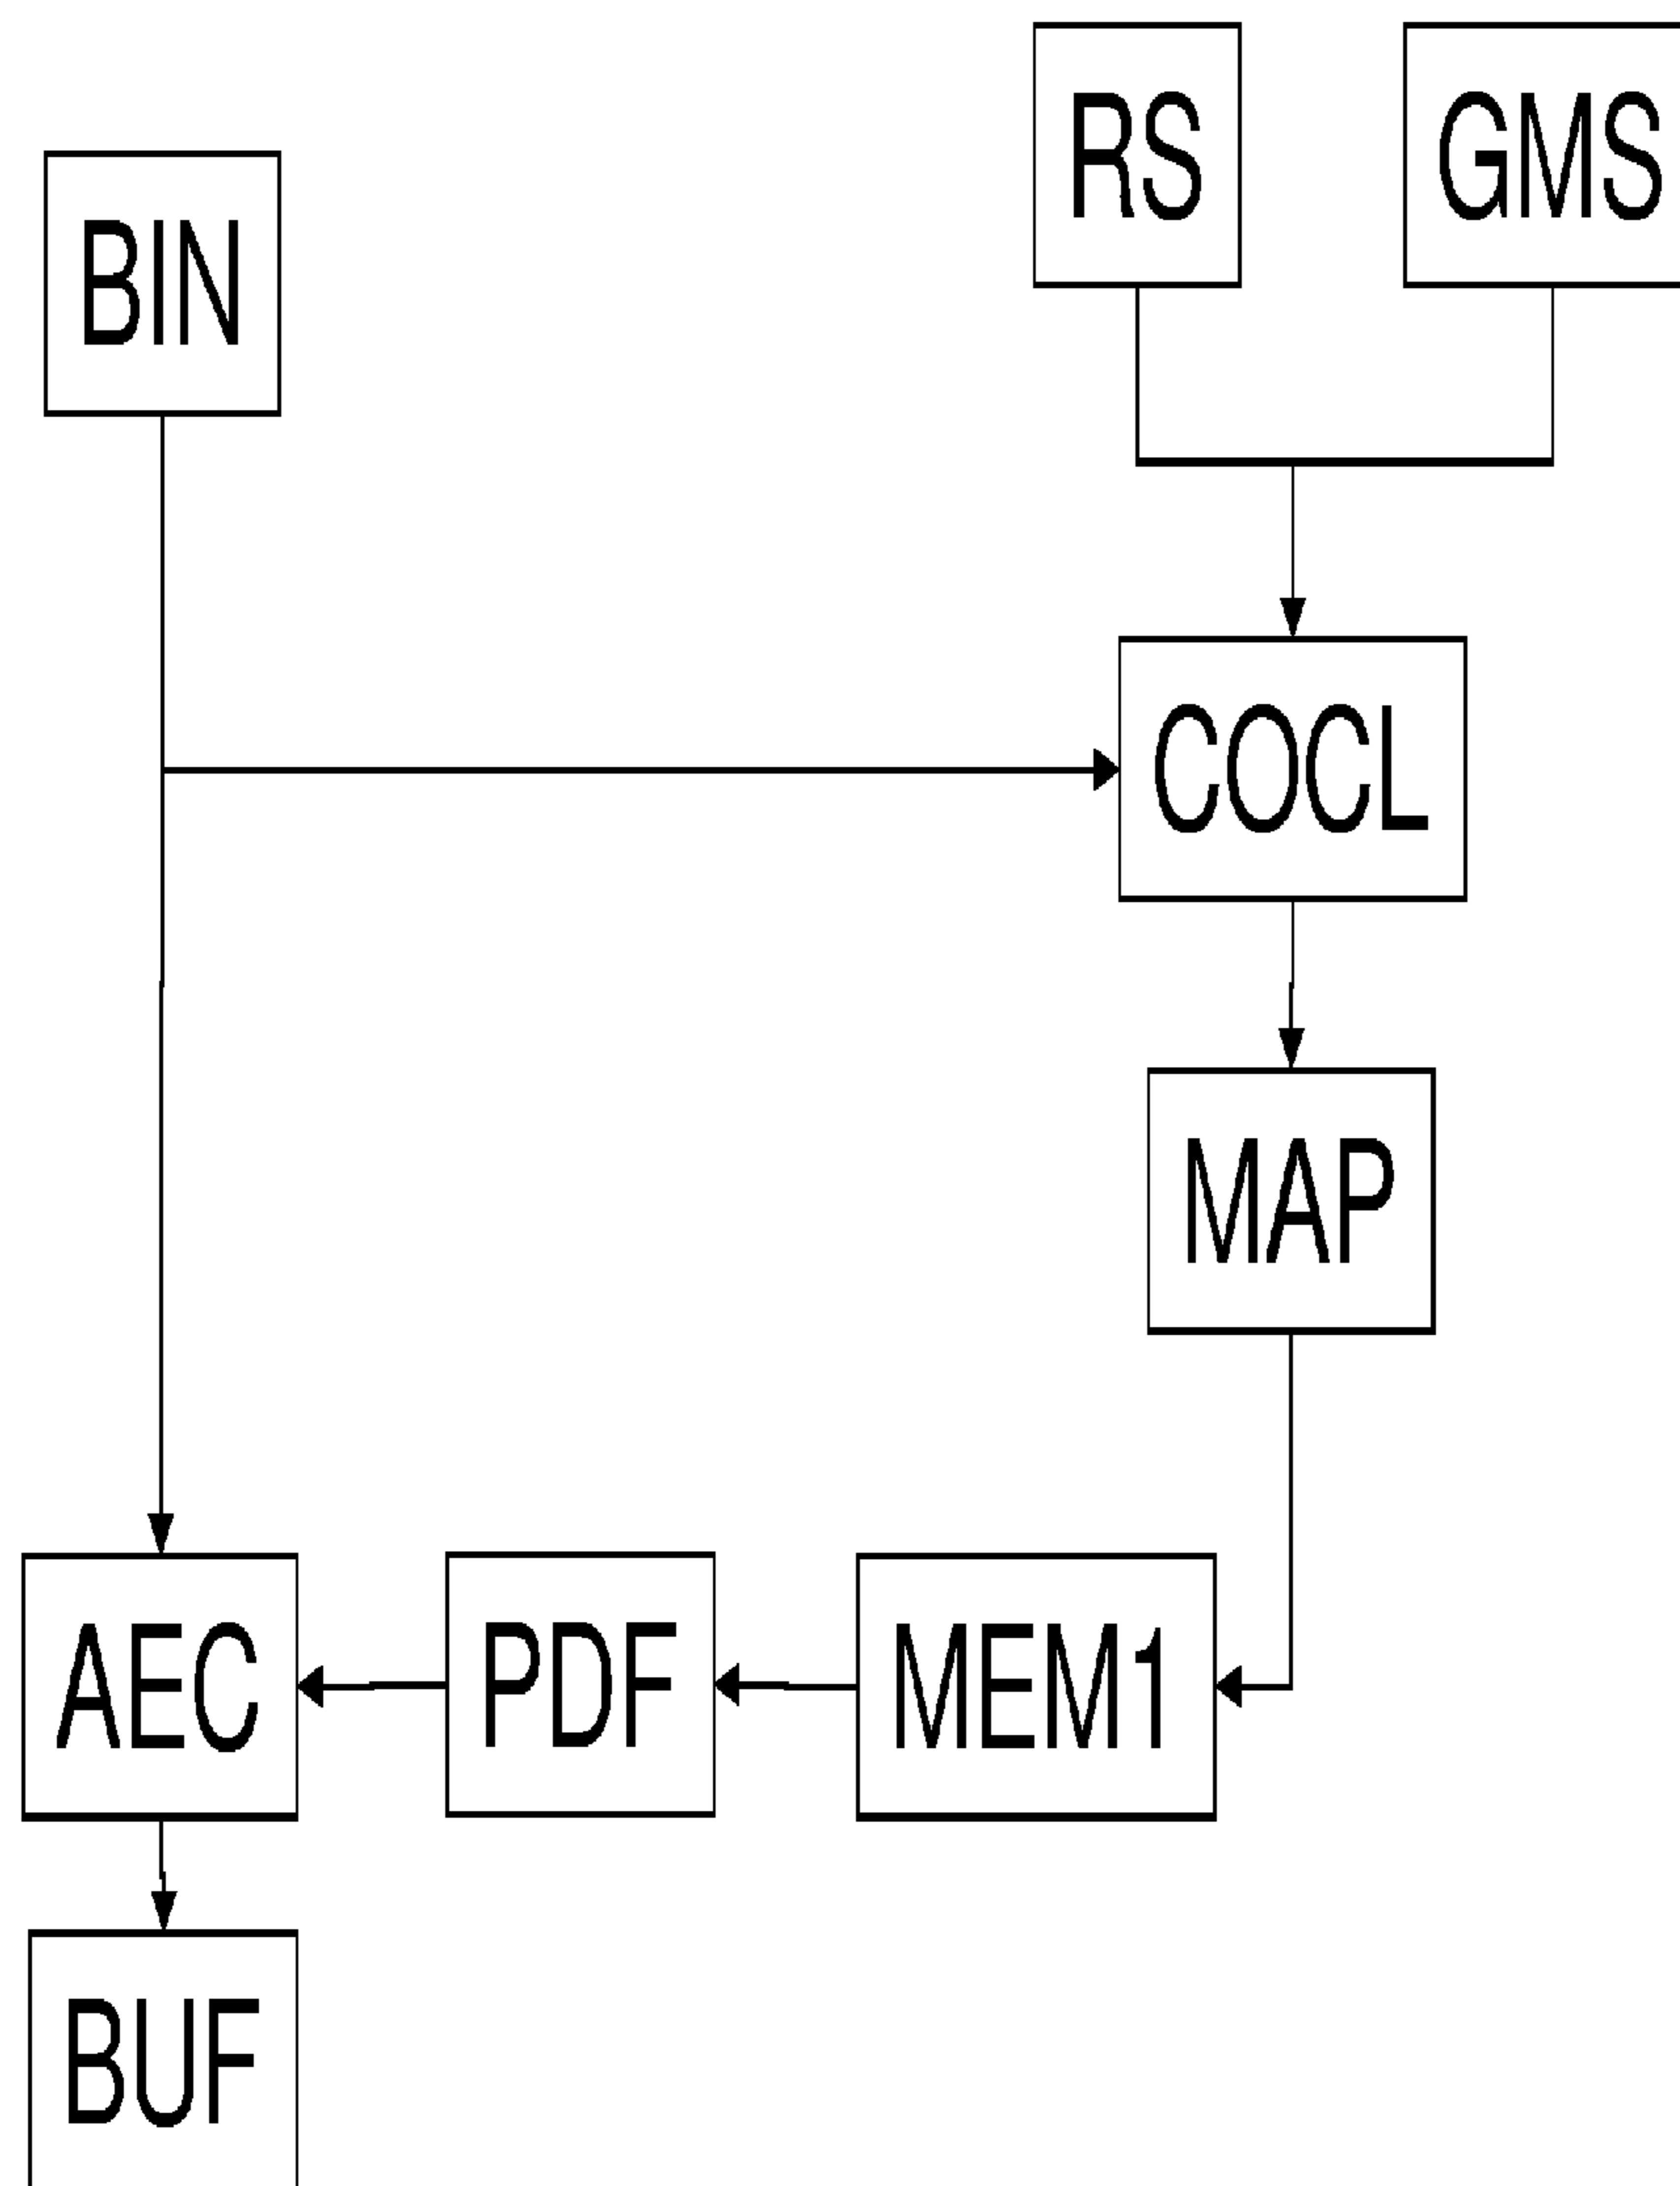 RS
GMS
BIN
COCL
MAP
AEC
PDF
MEM1
BUF